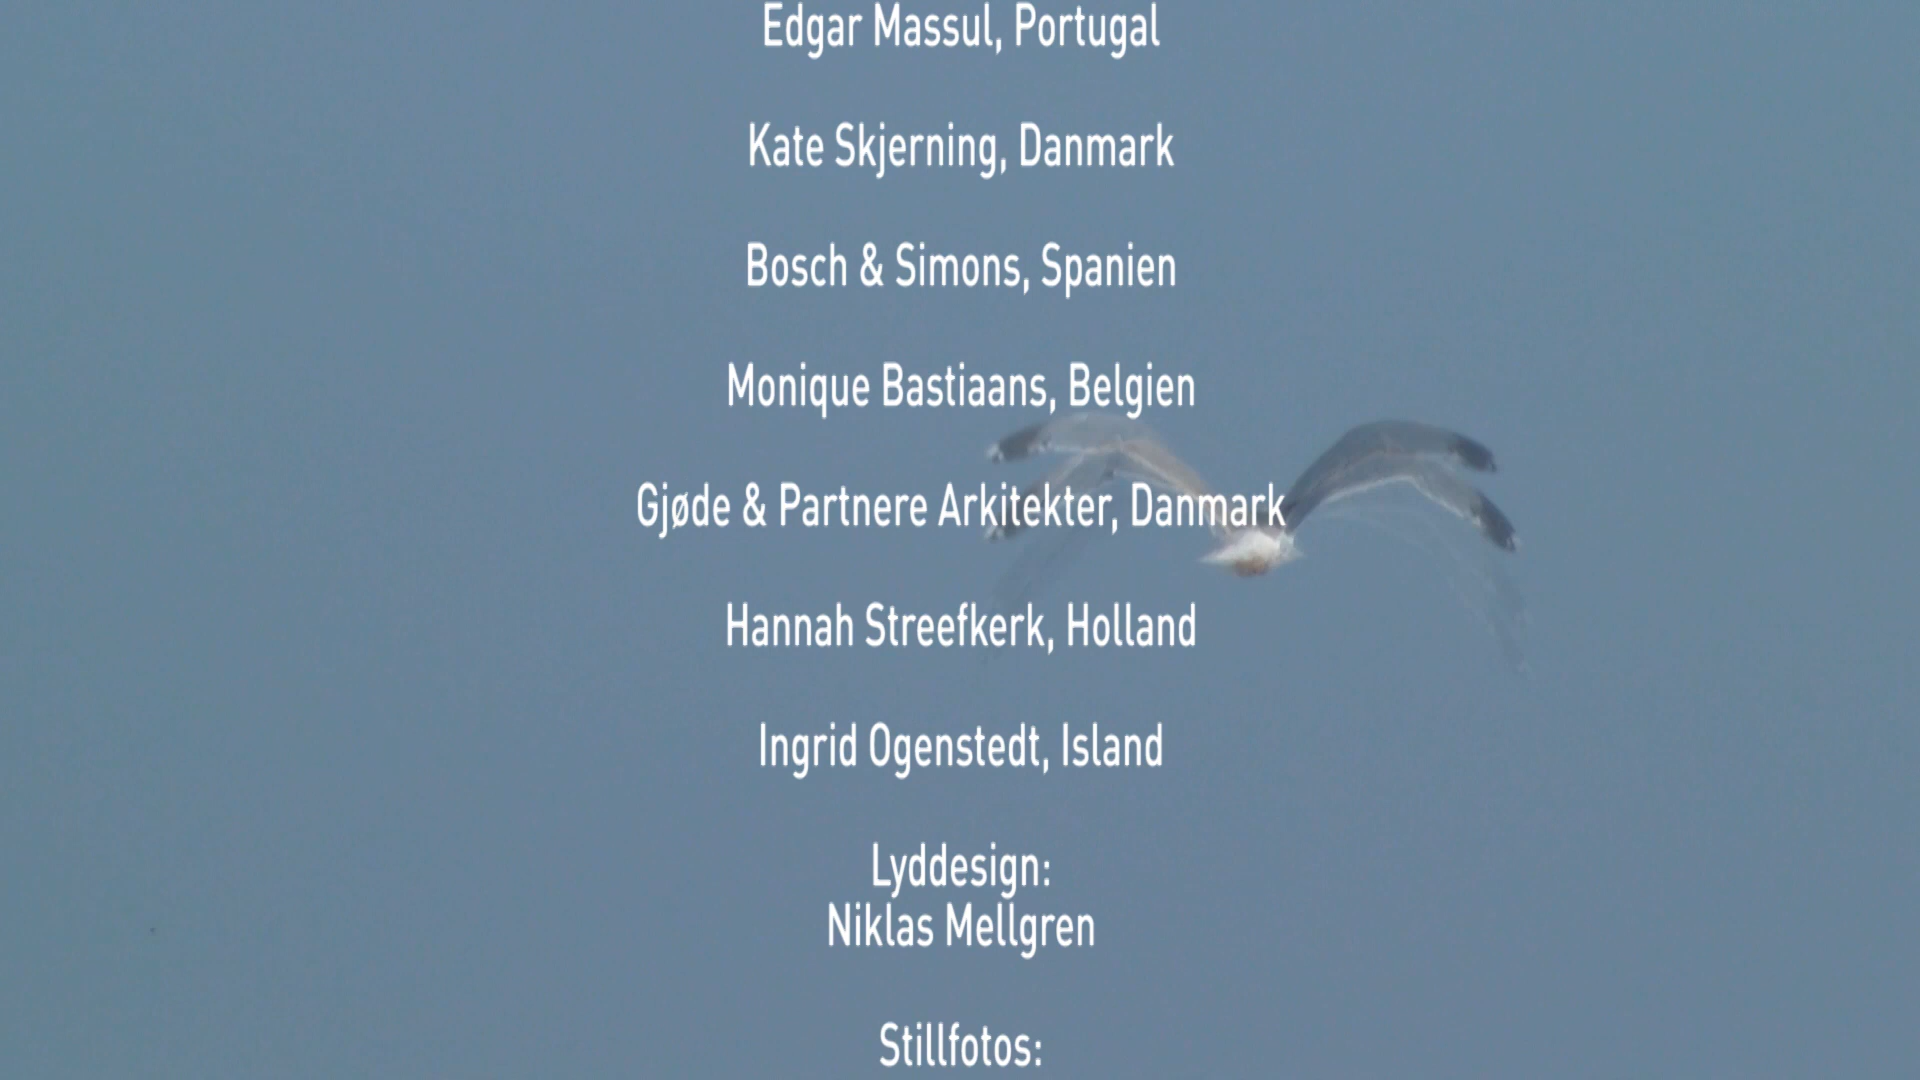 Edgar Massul, Portugal
Kate Skjerning, Danmark
Bosch & Simons, Spanien
Monique Bastiaans, Belgien
Gjøde & Partnere Arkitekter, Danmark
Hannah Streefkerk, Holland
Ingrid Ogenstedt, Island
Lyddesign:
Niklas Mellgren
Stillfotos: